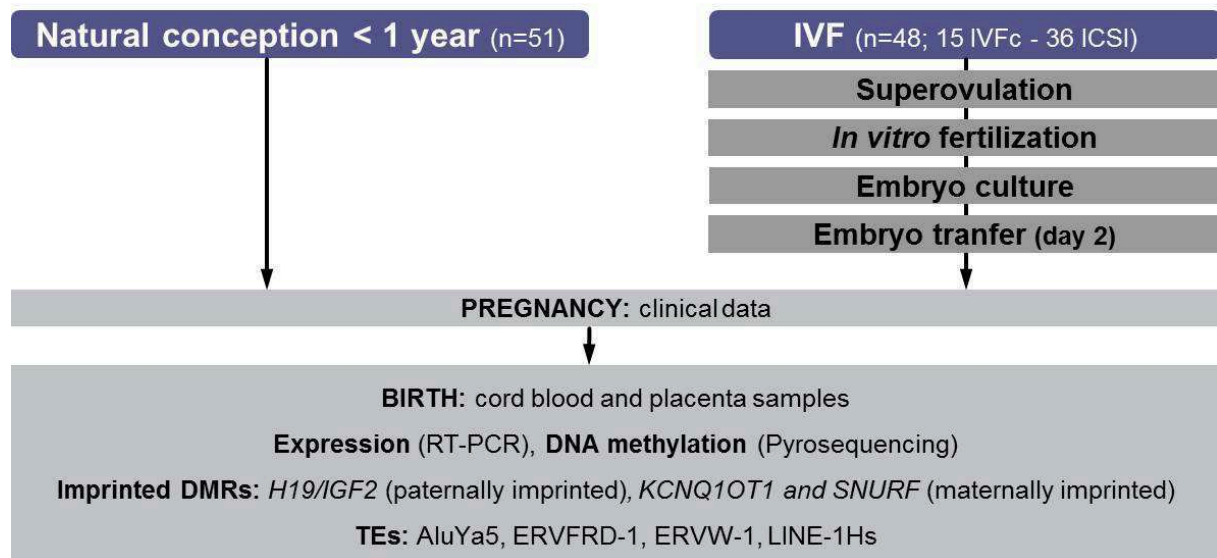 Natural conception < 1 year (n=51)
IVF (n=48; 15 IVFc - 36 ICSI)
Superovulation
In vitro fertilization
Embryo culture
Embryo tranfer (day 2)
PREGNANCY: clinical data
BIRTH: cord blood and placenta samples
Expression (RT-PCR), DNA methylation (Pyrosequencing)
Imprinted DMRs: H19/IGF2 (paternally imprinted), KCNQ1OT1 and SNURF (maternally imprinted)
TEs: AluYa5, ERVFRD-1, ERVW-1, LINE-1Hs